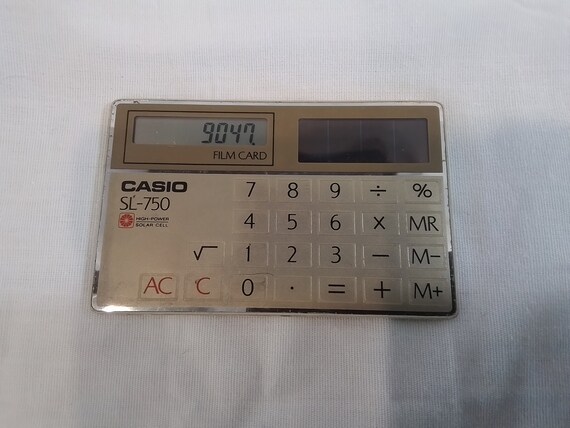 9047.
FILM CARD
CASIO
SL-750
HIGH-POWER
SOLAR CELL
7 8 9 ÷ %
4 5 6 × MR
√ 1 2 3 − M−
AC C 0 · = + M+